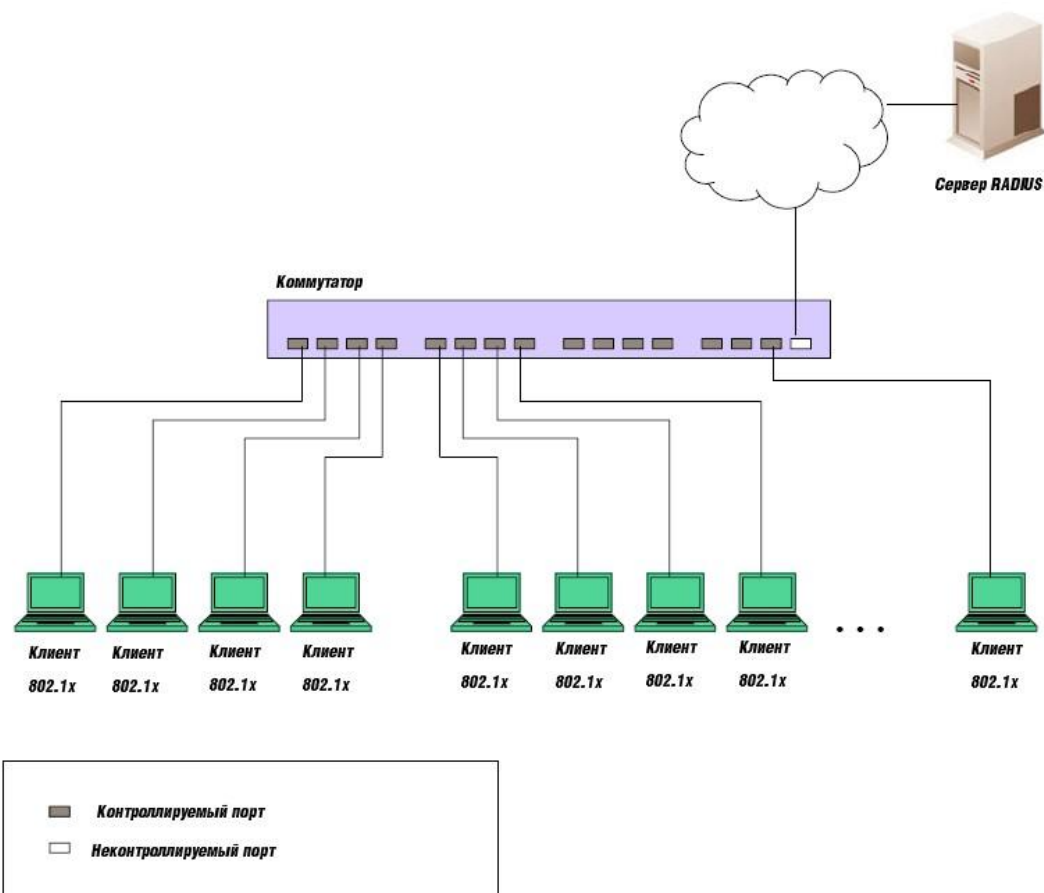 Сервер RADIUS
Коммутатор
Клиент Клиент Клиент Клиент Клиент Клиент Клиент Клиент Клиент
802.1x 802.1x 802.1x 802.1x 802.1x 802.1x 802.1x 802.1x 802.1x
Контроллируемый порт
Неконтроллируемый порт